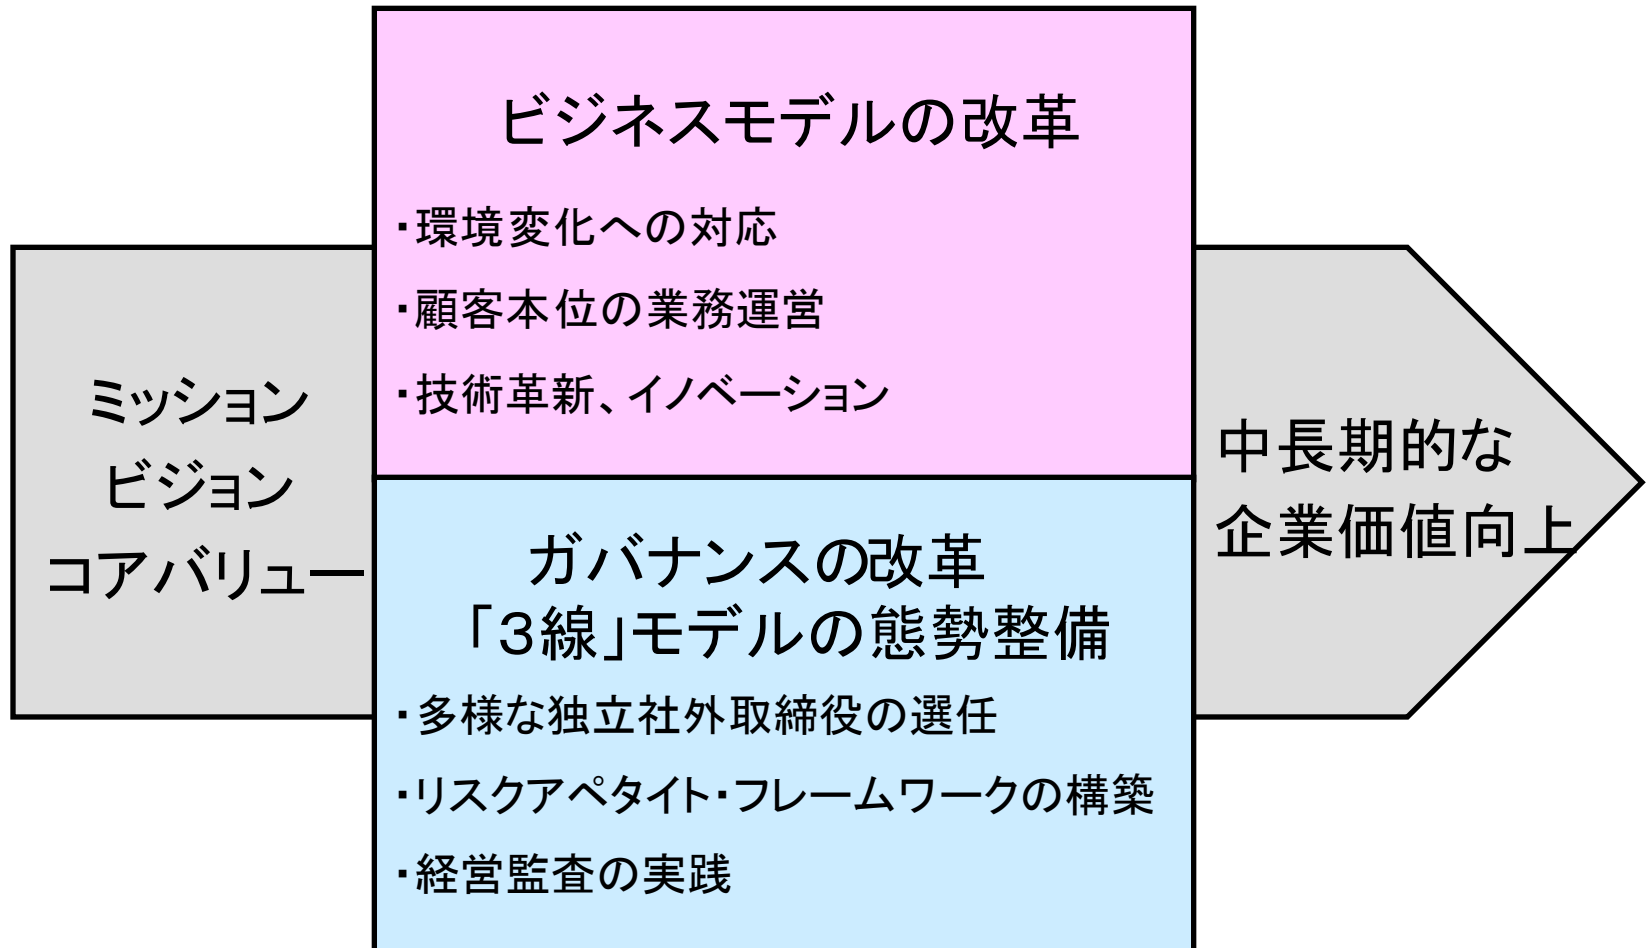 ミッション
ビジョン
コアバリュー
ビジネスモデルの改革
・環境変化への対応
・顧客本位の業務運営
・技術革新、イノベーション
ガバナンスの改革
「3線」モデルの態勢整備
・多様な独立社外取締役の選任
・リスクアペタイト・フレームワークの構築
・経営監査の実践
中長期的な
企業価値向上